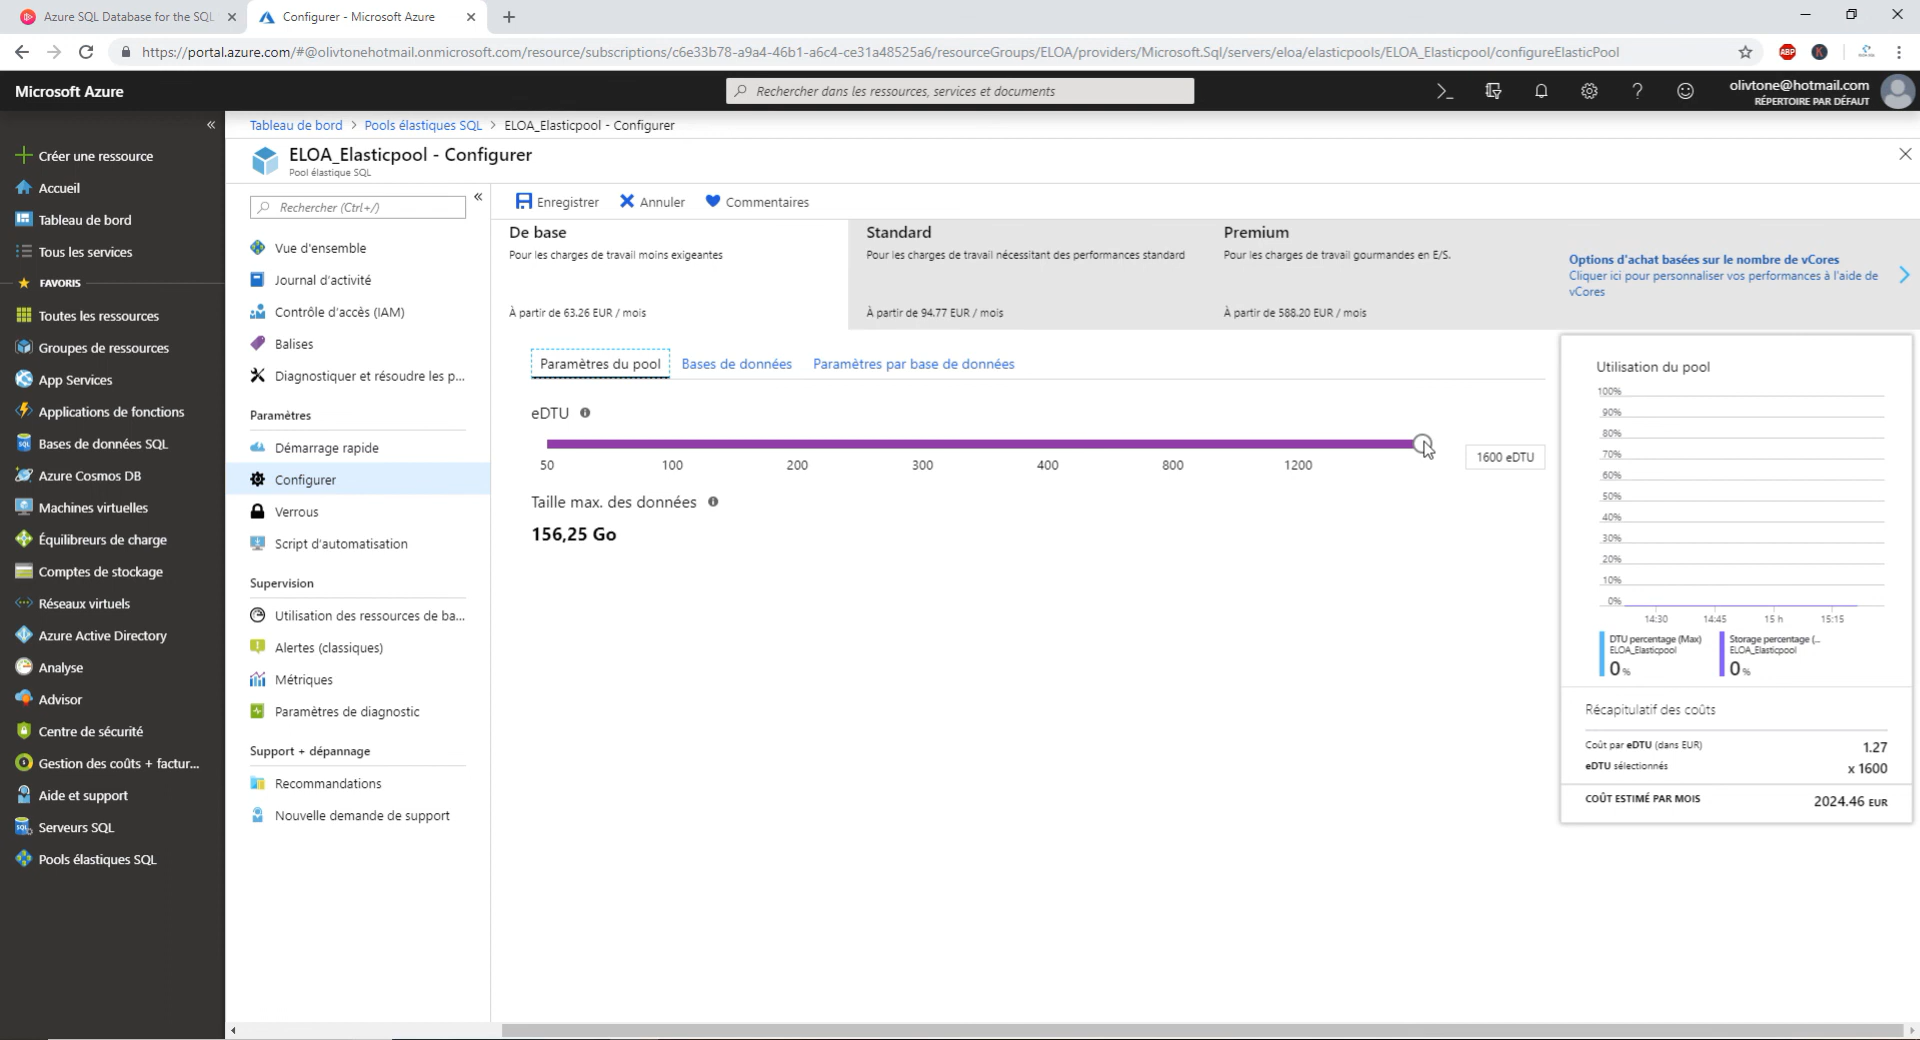 Azure SQL Database for the SQL
Configurer - Microsoft Azure
https://portal.azure.com/#@olivtonehotmail.onmicrosoft.com/resource/subscriptions/c6e33b78-a9a4-46b1-a6c4-ce31a48525a6/resourceGroups/ELOA/providers/Microsoft.Sql/servers/eloa/elasticpools/ELOA_Elasticpool/configureElasticPool
ABP
K
Microsoft Azure
Rechercher dans les ressources, services et documents
olivtone@hotmail.com
RÉPERTOIRE PAR DÉFAUT
Créer une ressource
Accueil
Tableau de bord
Tous les services
FAVORIS
Toutes les ressources
Groupes de ressources
App Services
Applications de fonctions
Bases de données SQL
Azure Cosmos DB
Machines virtuelles
Équilibreurs de charge
Comptes de stockage
Réseaux virtuels
Azure Active Directory
Analyse
Advisor
Centre de sécurité
Gestion des coûts + factur...
Aide et support
Serveurs SQL
Pools élastiques SQL
Tableau de bord > Pools élastiques SQL > ELOA_Elasticpool - Configurer
ELOA_Elasticpool - Configurer
Pool élastique SQL
Rechercher (Ctrl+/)
Vue d'ensemble
Journal d'activité
Contrôle d'accès (IAM)
Balises
Diagnostiquer et résoudre les p...
Paramètres
Démarrage rapide
Configurer
Verrous
Script d'automatisation
Supervision
Utilisation des ressources de ba...
Alertes (classiques)
Métriques
Paramètres de diagnostic
Support + dépannage
Recommandations
Nouvelle demande de support
Enregistrer Annuler Commentaires
De base
Pour les charges de travail moins exigeantes
À partir de 63.26 EUR / mois
Standard
Pour les charges de travail nécessitant des performances standard
À partir de 94.77 EUR / mois
Premium
Pour les charges de travail gourmandes en E/S.
À partir de 588.20 EUR / mois
Options d'achat basées sur le nombre de vCores
Cliquer ici pour personnaliser vos performances à l'aide de
vCores
Paramètres du pool Bases de données Paramètres par base de données
eDTU
50 100 200 300 400 800 1200
1600 eDTU
Taille max. des données
156,25 Go
Utilisation du pool
100%
90%
80%
70%
60%
50%
40%
30%
20%
10%
0%
14:30 14:45 15 h 15:15
DTU percentage (Max)
ELOA_Elasticpool
0 %
Storage percentage (...
ELOA_Elasticpool
0 %
Récapitulatif des coûts
Coût par eDTU (dans EUR) 1.27
eDTU sélectionnés x 1600
COÛT ESTIMÉ PAR MOIS 2024.46 EUR